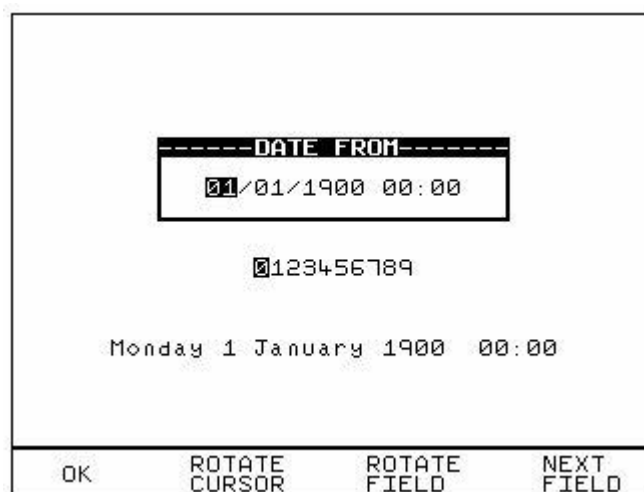 ------DATE FROM-------
01/01/1900 00:00
0123456789
Monday 1 January 1900 00:00
OK
ROTATE CURSOR
ROTATE FIELD
NEXT FIELD